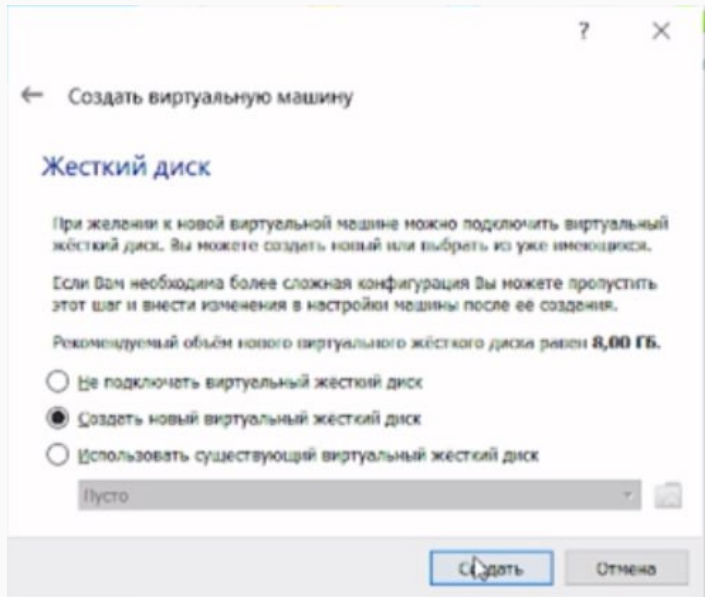 ?
Создать виртуальную машину
Жесткий диск
При желании к новой виртуальной машине можно подключить виртуальный
жёсткий диск. Вы можете создать новый или выбрать из уже имеющихся.
Если Вам необходима более сложная конфигурация Вы можете пропустить
этот шаг и внести изменения в настройки машины после её создания.
Рекомендуемый объём нового виртуального жёсткого диска равен 8,00 ГБ.
Не подключать виртуальный жесткий диск
Создать новый виртуальный жесткий диск
Использовать существующий виртуальный жесткий диск
Пусто
Создать Отмена